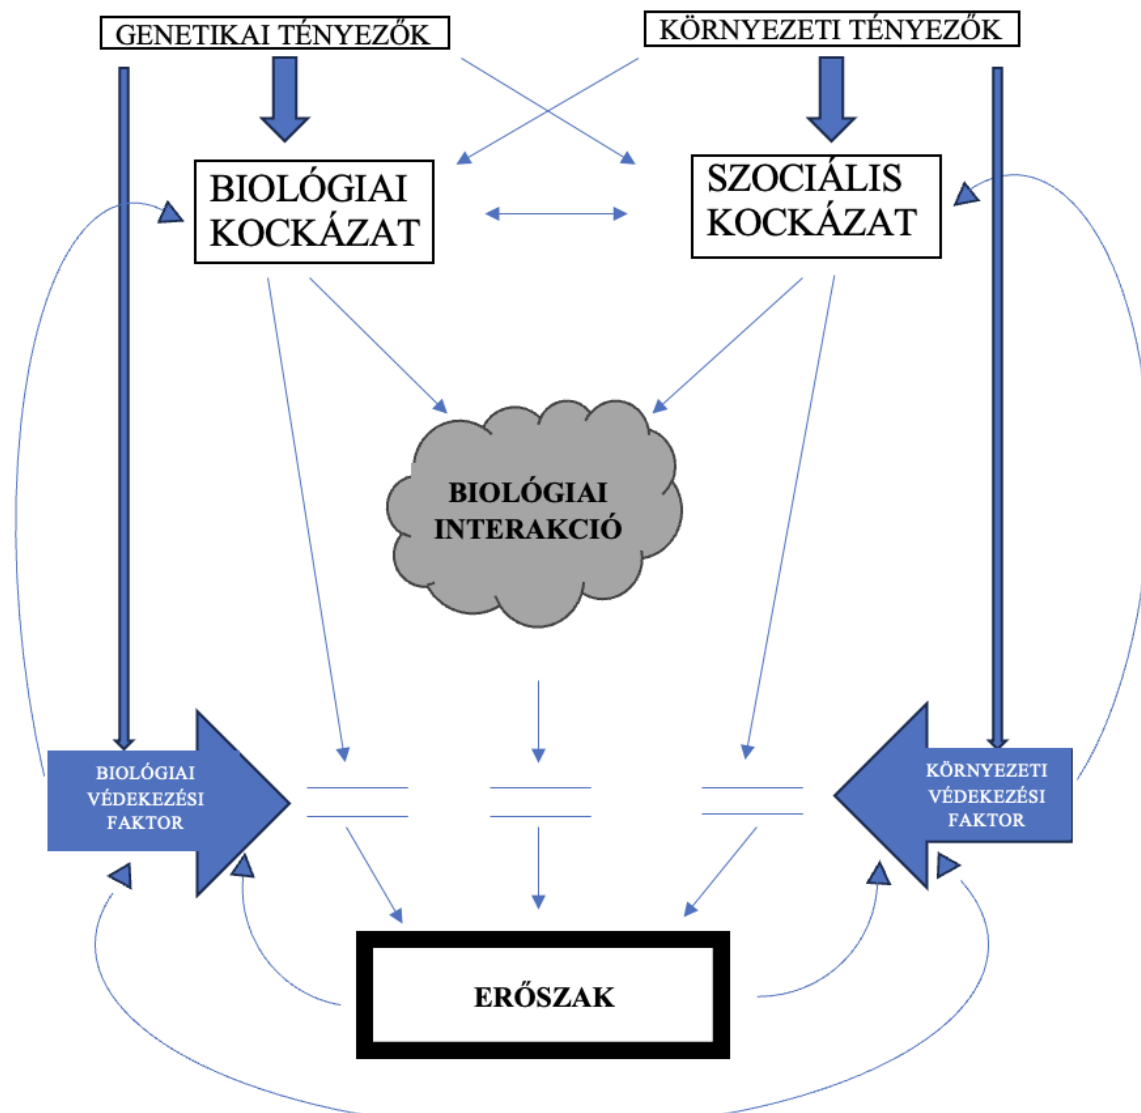 GENETIKAI TÉNYEZŐK
KÖRNYEZETI TÉNYEZŐK
BIOLÓGIAI
KOCKÁZAT
SZOCIÁLIS
KOCKÁZAT
BIOLÓGIAI
INTERAKCIÓ
BIOLÓGIAI
VÉDEKEZÉSI
FAKTOR
KÖRNYEZETI
VÉDEKEZÉSI
FAKTOR
ERŐSZAK